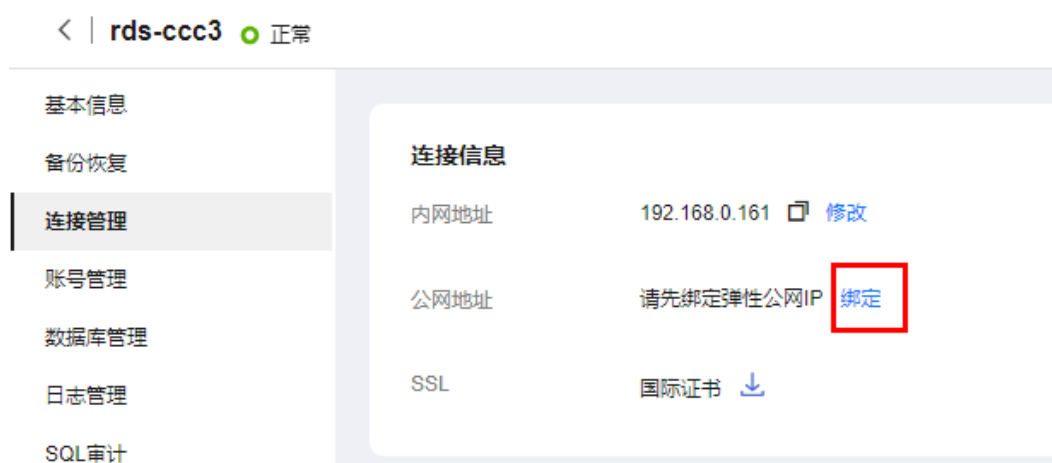 rds-ccc3 正常
基本信息
备份恢复
连接管理
账号管理
数据库管理
日志管理
SQL审计
连接信息
内网地址 192.168.0.161 修改
公网地址 请先绑定弹性公网IP 绑定
SSL 国际证书